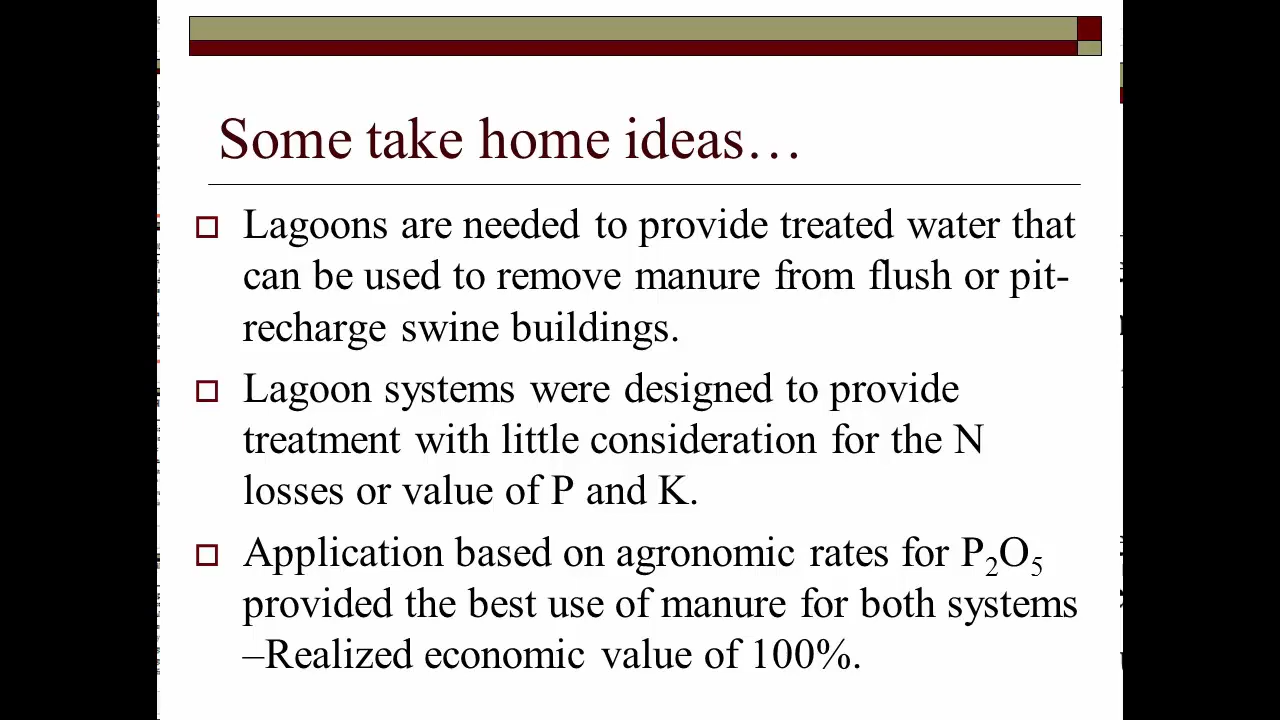 Some take home ideas…
Lagoons are needed to provide treated water that
can be used to remove manure from flush or pit-
recharge swine buildings.
Lagoon systems were designed to provide
treatment with little consideration for the N
losses or value of P and K.
Application based on agronomic rates for P₂O₅
provided the best use of manure for both systems
–Realized economic value of 100%.